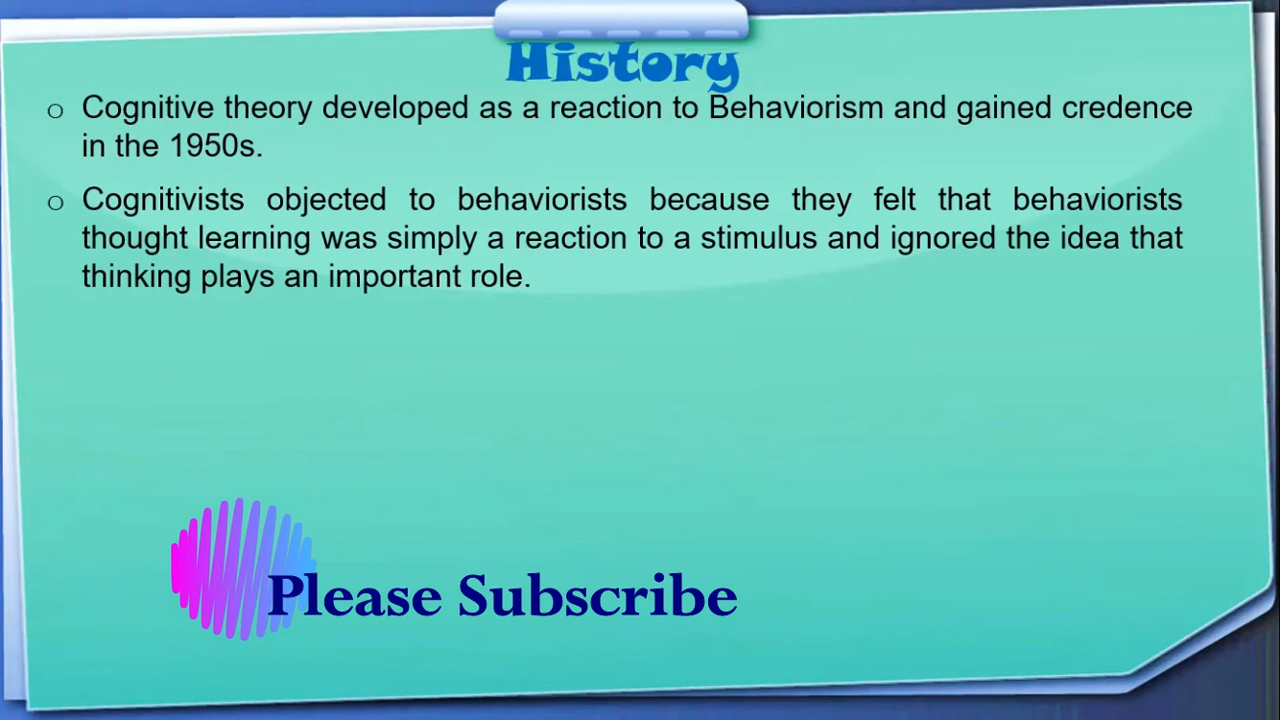 History
o Cognitive theory developed as a reaction to Behaviorism and gained credence
in the 1950s.
o Cognitivists objected to behaviorists because they felt that behaviorists
thought learning was simply a reaction to a stimulus and ignored the idea that
thinking plays an important role.
Please Subscribe